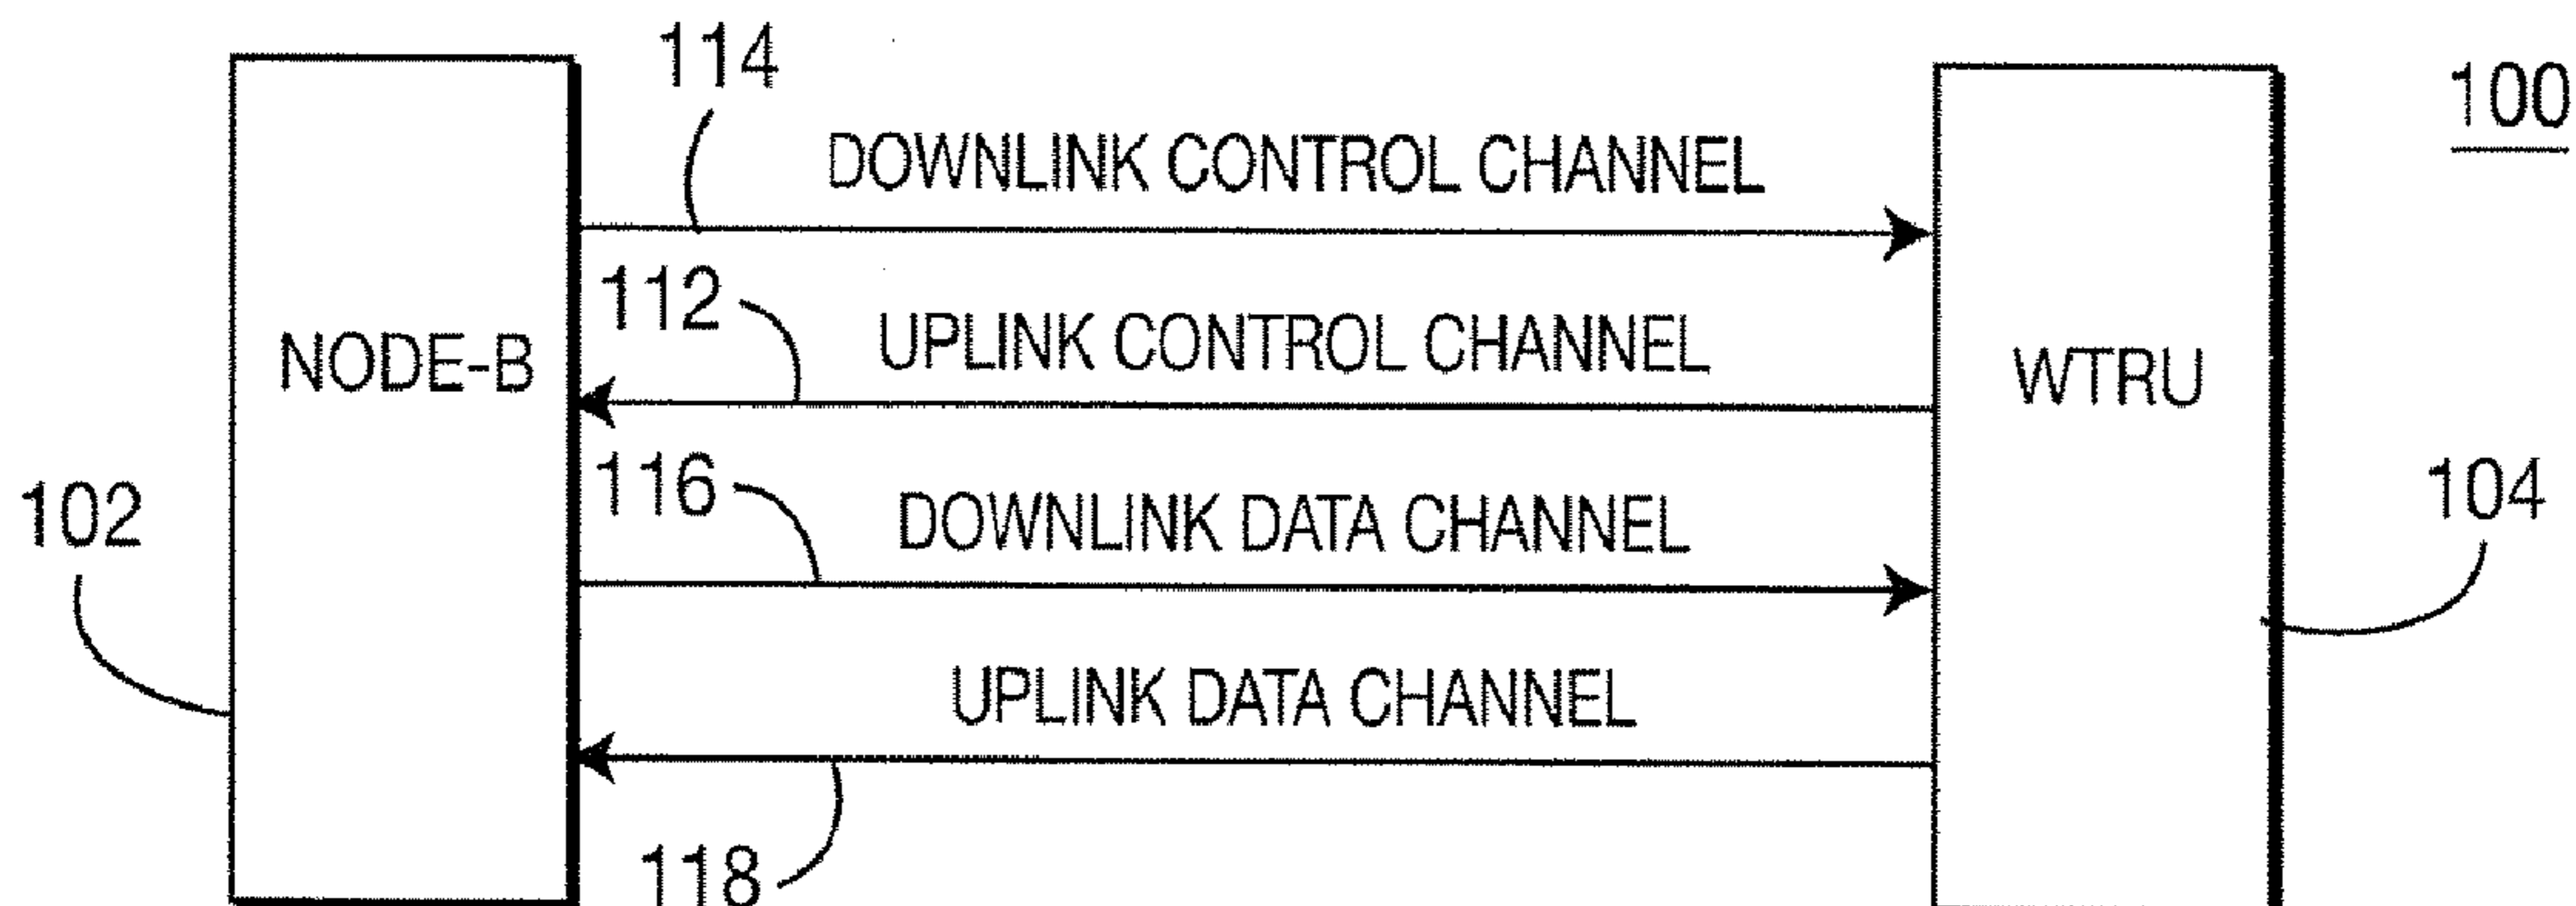 114
100
DOWNLINK CONTROL CHANNEL
112
UPLINK CONTROL CHANNEL
NODE-B
WTRU
116
102
DOWNLINK DATA CHANNEL
104
UPLINK DATA CHANNEL
118